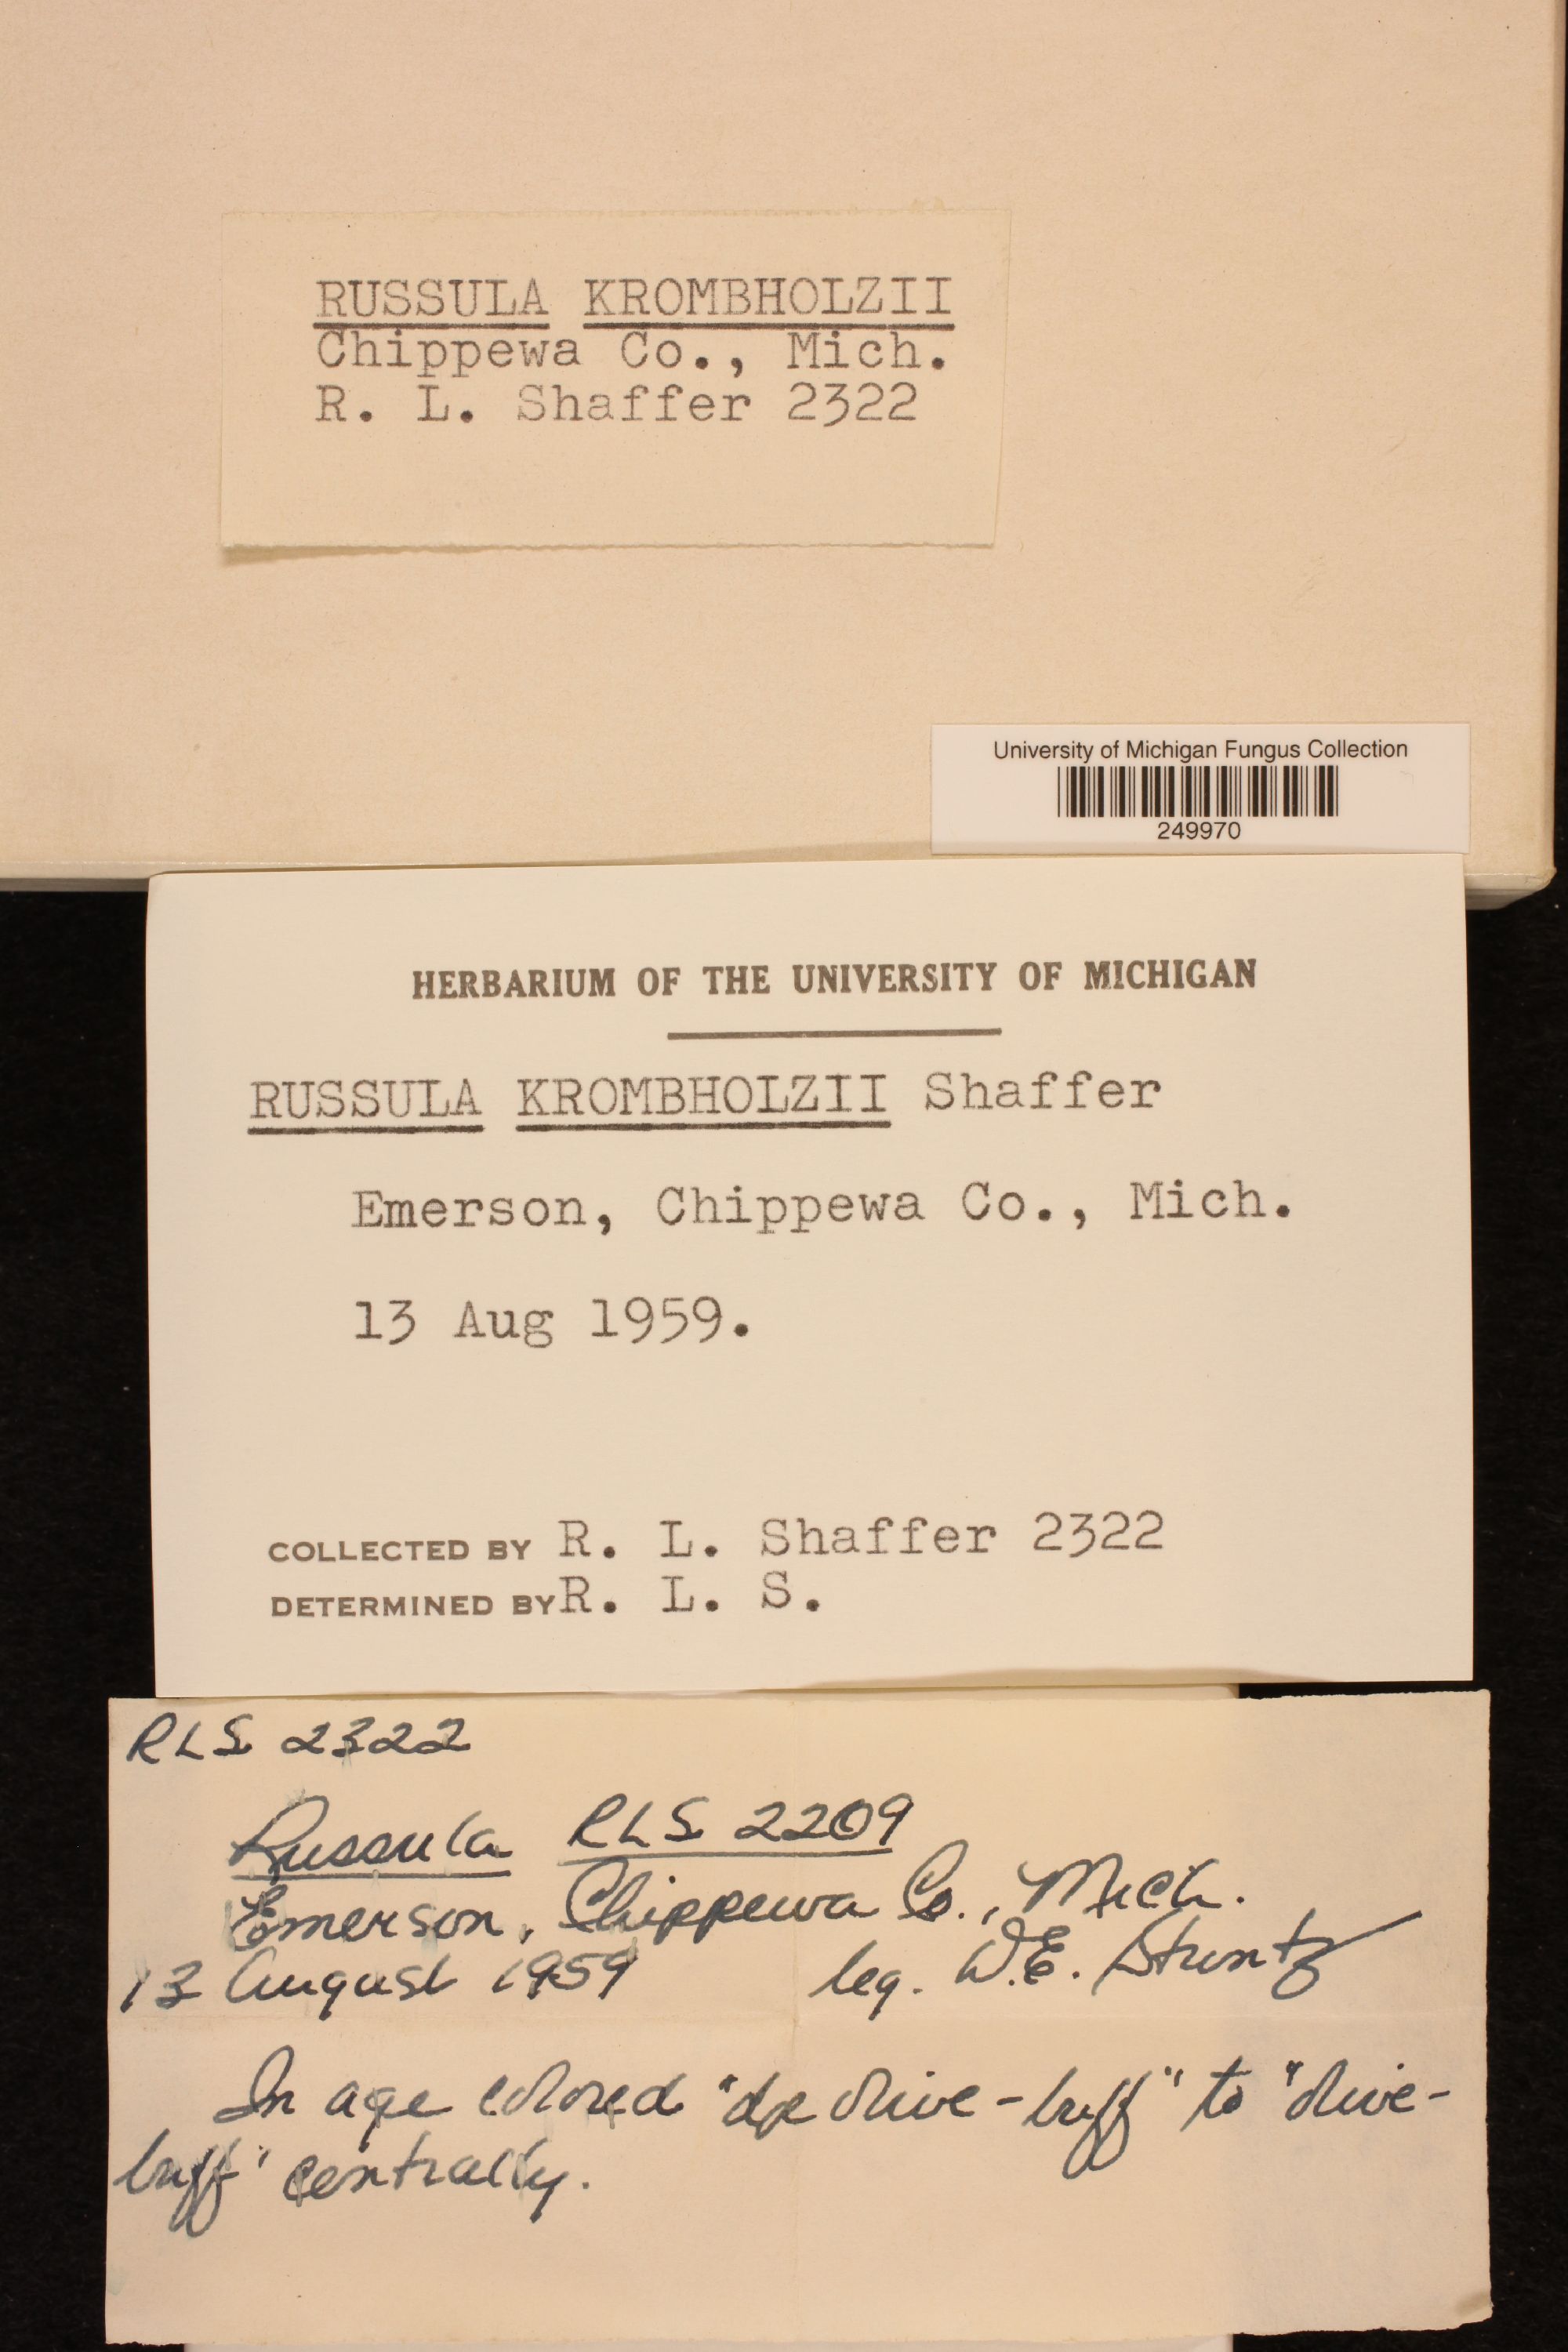 RUSSULA KROMBHOLZII
Chippewa Co., Mich.
R. L. Shaffer 2322
University of Michigan Fungus Collection
249970
HERBARIUM OF THE UNIVERSITY OF MICHIGAN
RUSSULA KROMBHOLZII Shaffer
Emerson, Chippewa Co., Mich.
13 Aug 1959.
COLLECTED BY R. L. Shaffer 2322
DETERMINED BY R. L. S.
RLS 2322
Russula RLS 2209
Emerson, Chippewa Co., Mich.
13 August 1959 leg. D.E. Stuntz
In age colored "dp olive-buff" to "olive-
buff" centrally.